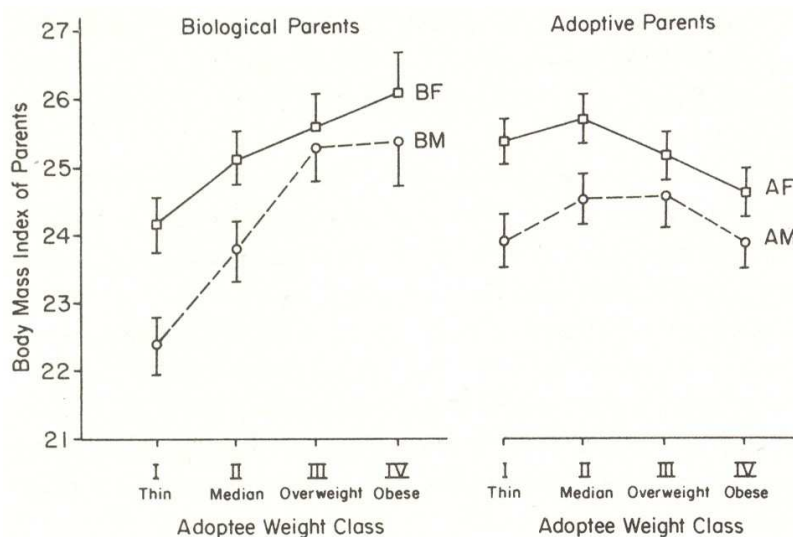 Biological Parents
Adoptive Parents
Body Mass Index of Parents
27
26
25
24
23
22
21
BF
BM
AF
AM
I II III IV
Thin Median Overweight Obese
Adoptee Weight Class
I II III IV
Thin Median Overweight Obese
Adoptee Weight Class